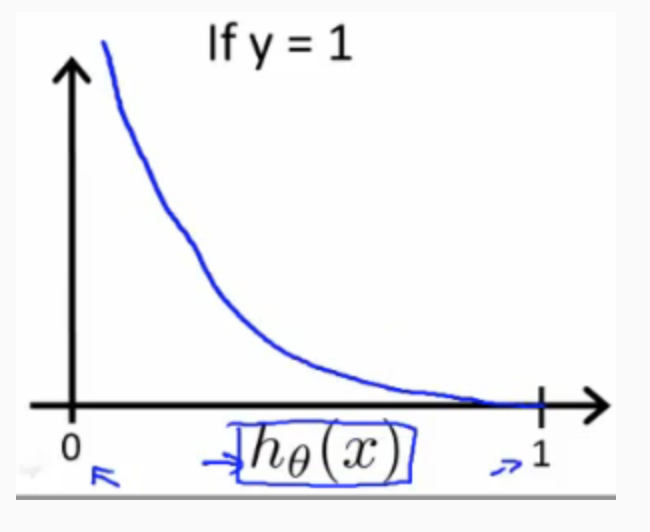 If y = 1
0
hθ(x)
1